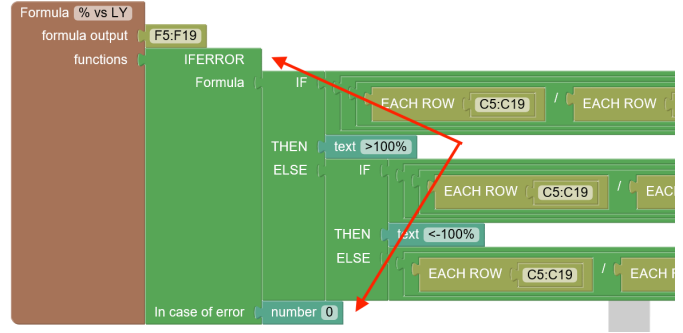 Formula % vs LY
formula output F5:F19
functions IFERROR
Formula IF
EACH ROW C5:C19 / EACH ROW
THEN text >100%
ELSE IF
EACH ROW C5:C19 / EAC
THEN text <-100%
ELSE
EACH ROW C5:C19 / EACH R
In case of error number 0